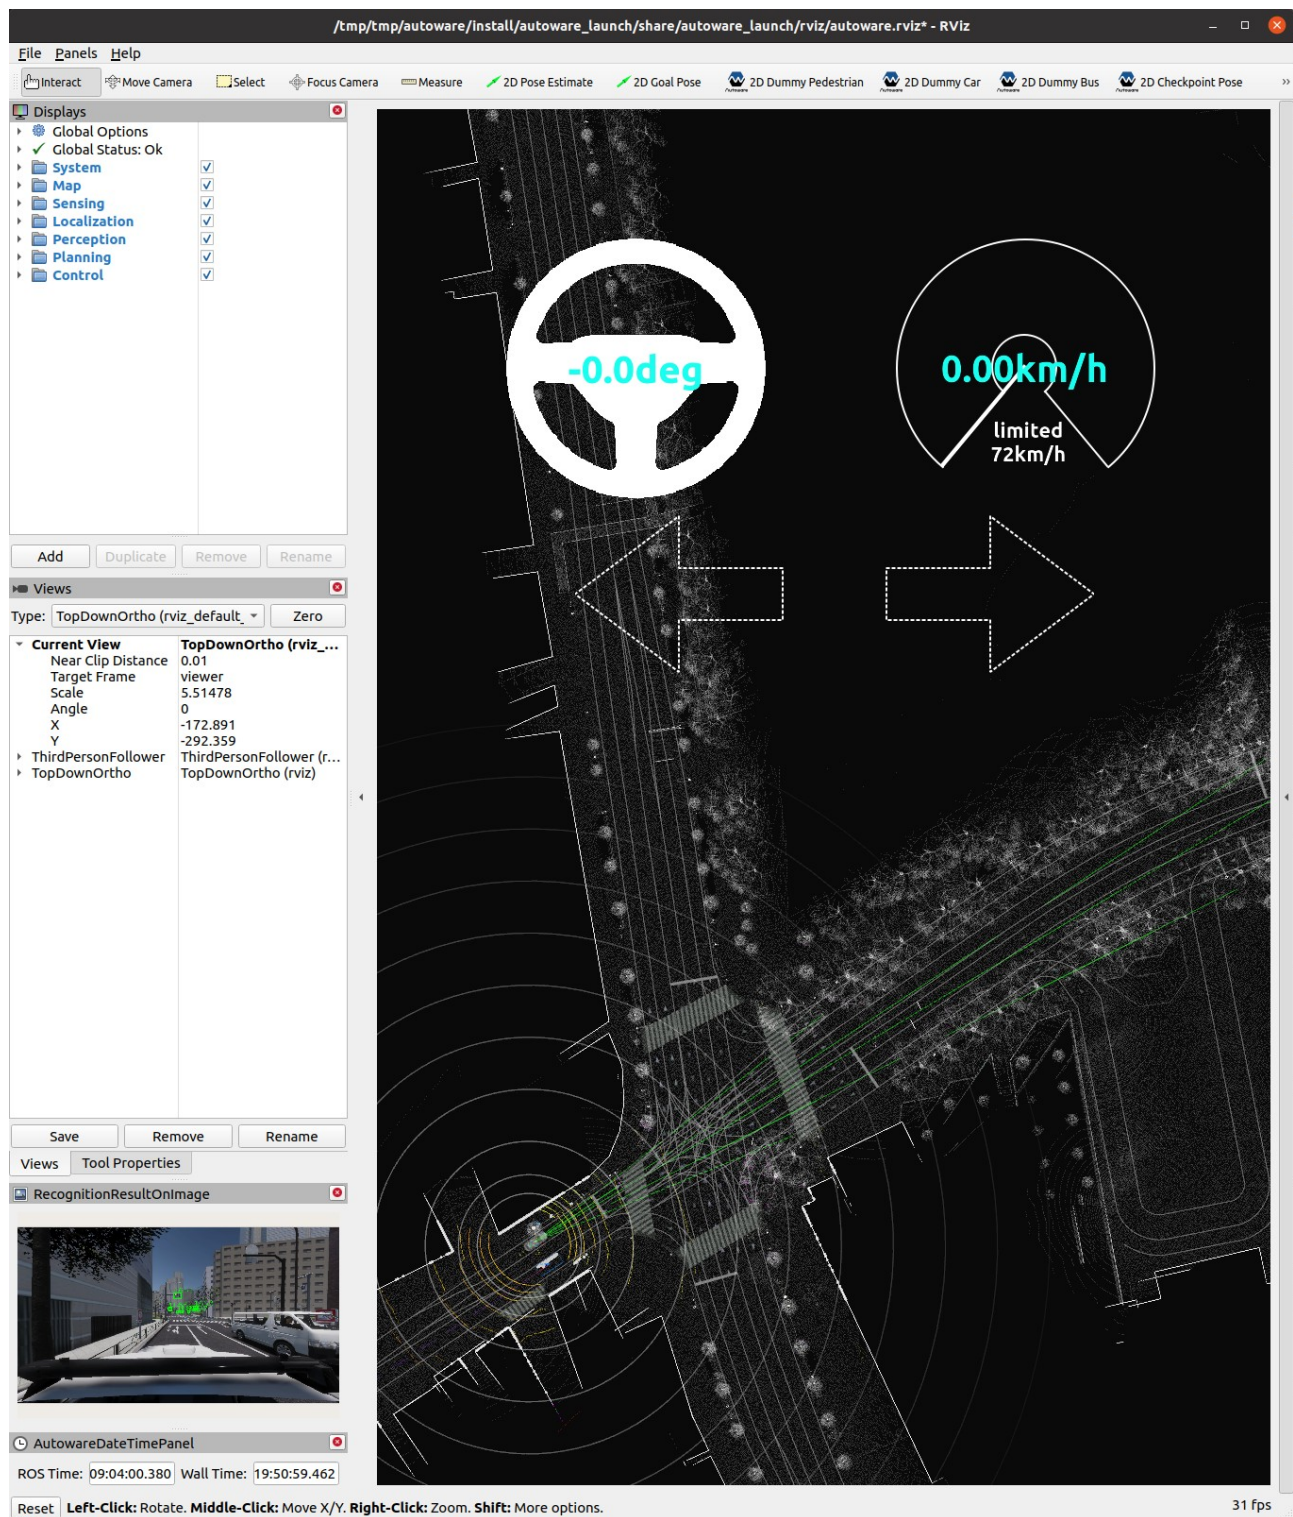 /tmp/tmp/autoware/install/autoware_launch/share/autoware_launch/rviz/autoware.rviz* - RViz
File Panels Help
Interact Move Camera Select Focus Camera Measure 2D Pose Estimate 2D Goal Pose 2D Dummy Pedestrian 2D Dummy Car 2D Dummy Bus 2D Checkpoint Pose »
Displays
Global Options
Global Status: Ok
System
Map
Sensing
Localization
Perception
Planning
Control
Add Duplicate Remove Rename
Views
Type: TopDownOrtho (rviz_default_ Zero
Current View TopDownOrtho (rviz_...
Near Clip Distance 0.01
Target Frame viewer
Scale 5.51478
Angle 0
X -172.891
Y -292.359
ThirdPersonFollower ThirdPersonFollower (r...
TopDownOrtho TopDownOrtho (rviz)
Save Remove Rename
Views Tool Properties
RecognitionResultOnImage
AutowareDateTimePanel
ROS Time: 09:04:00.380 Wall Time: 19:50:59.462
Reset Left-Click: Rotate. Middle-Click: Move X/Y. Right-Click: Zoom. Shift: More options.
31 fps
-0.0deg
0.00km/h
limited
72km/h